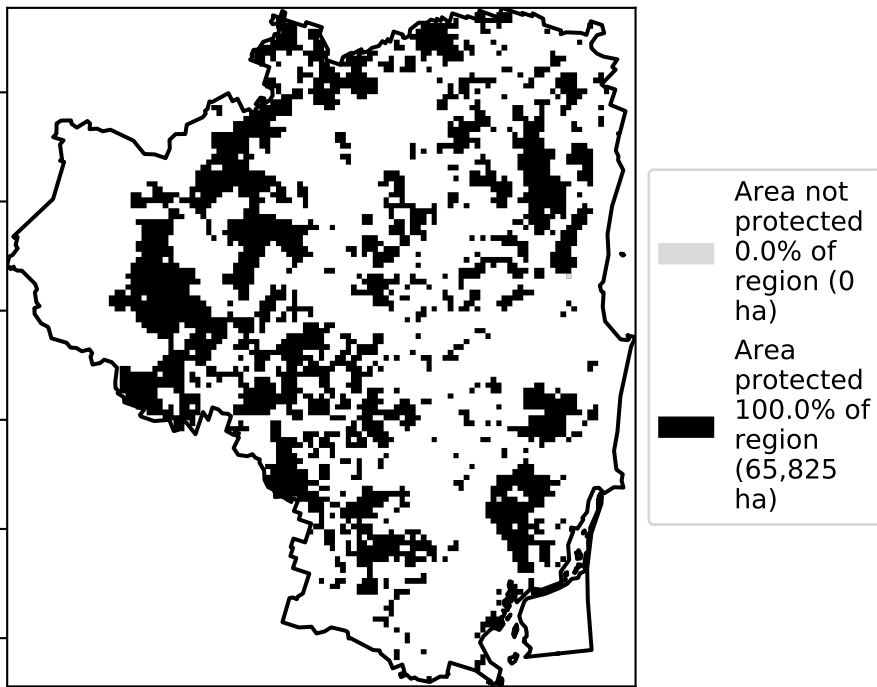 Area not
protected
0.0% of
region (0
ha)
Area
protected
100.0% of
region
(65,825
ha)